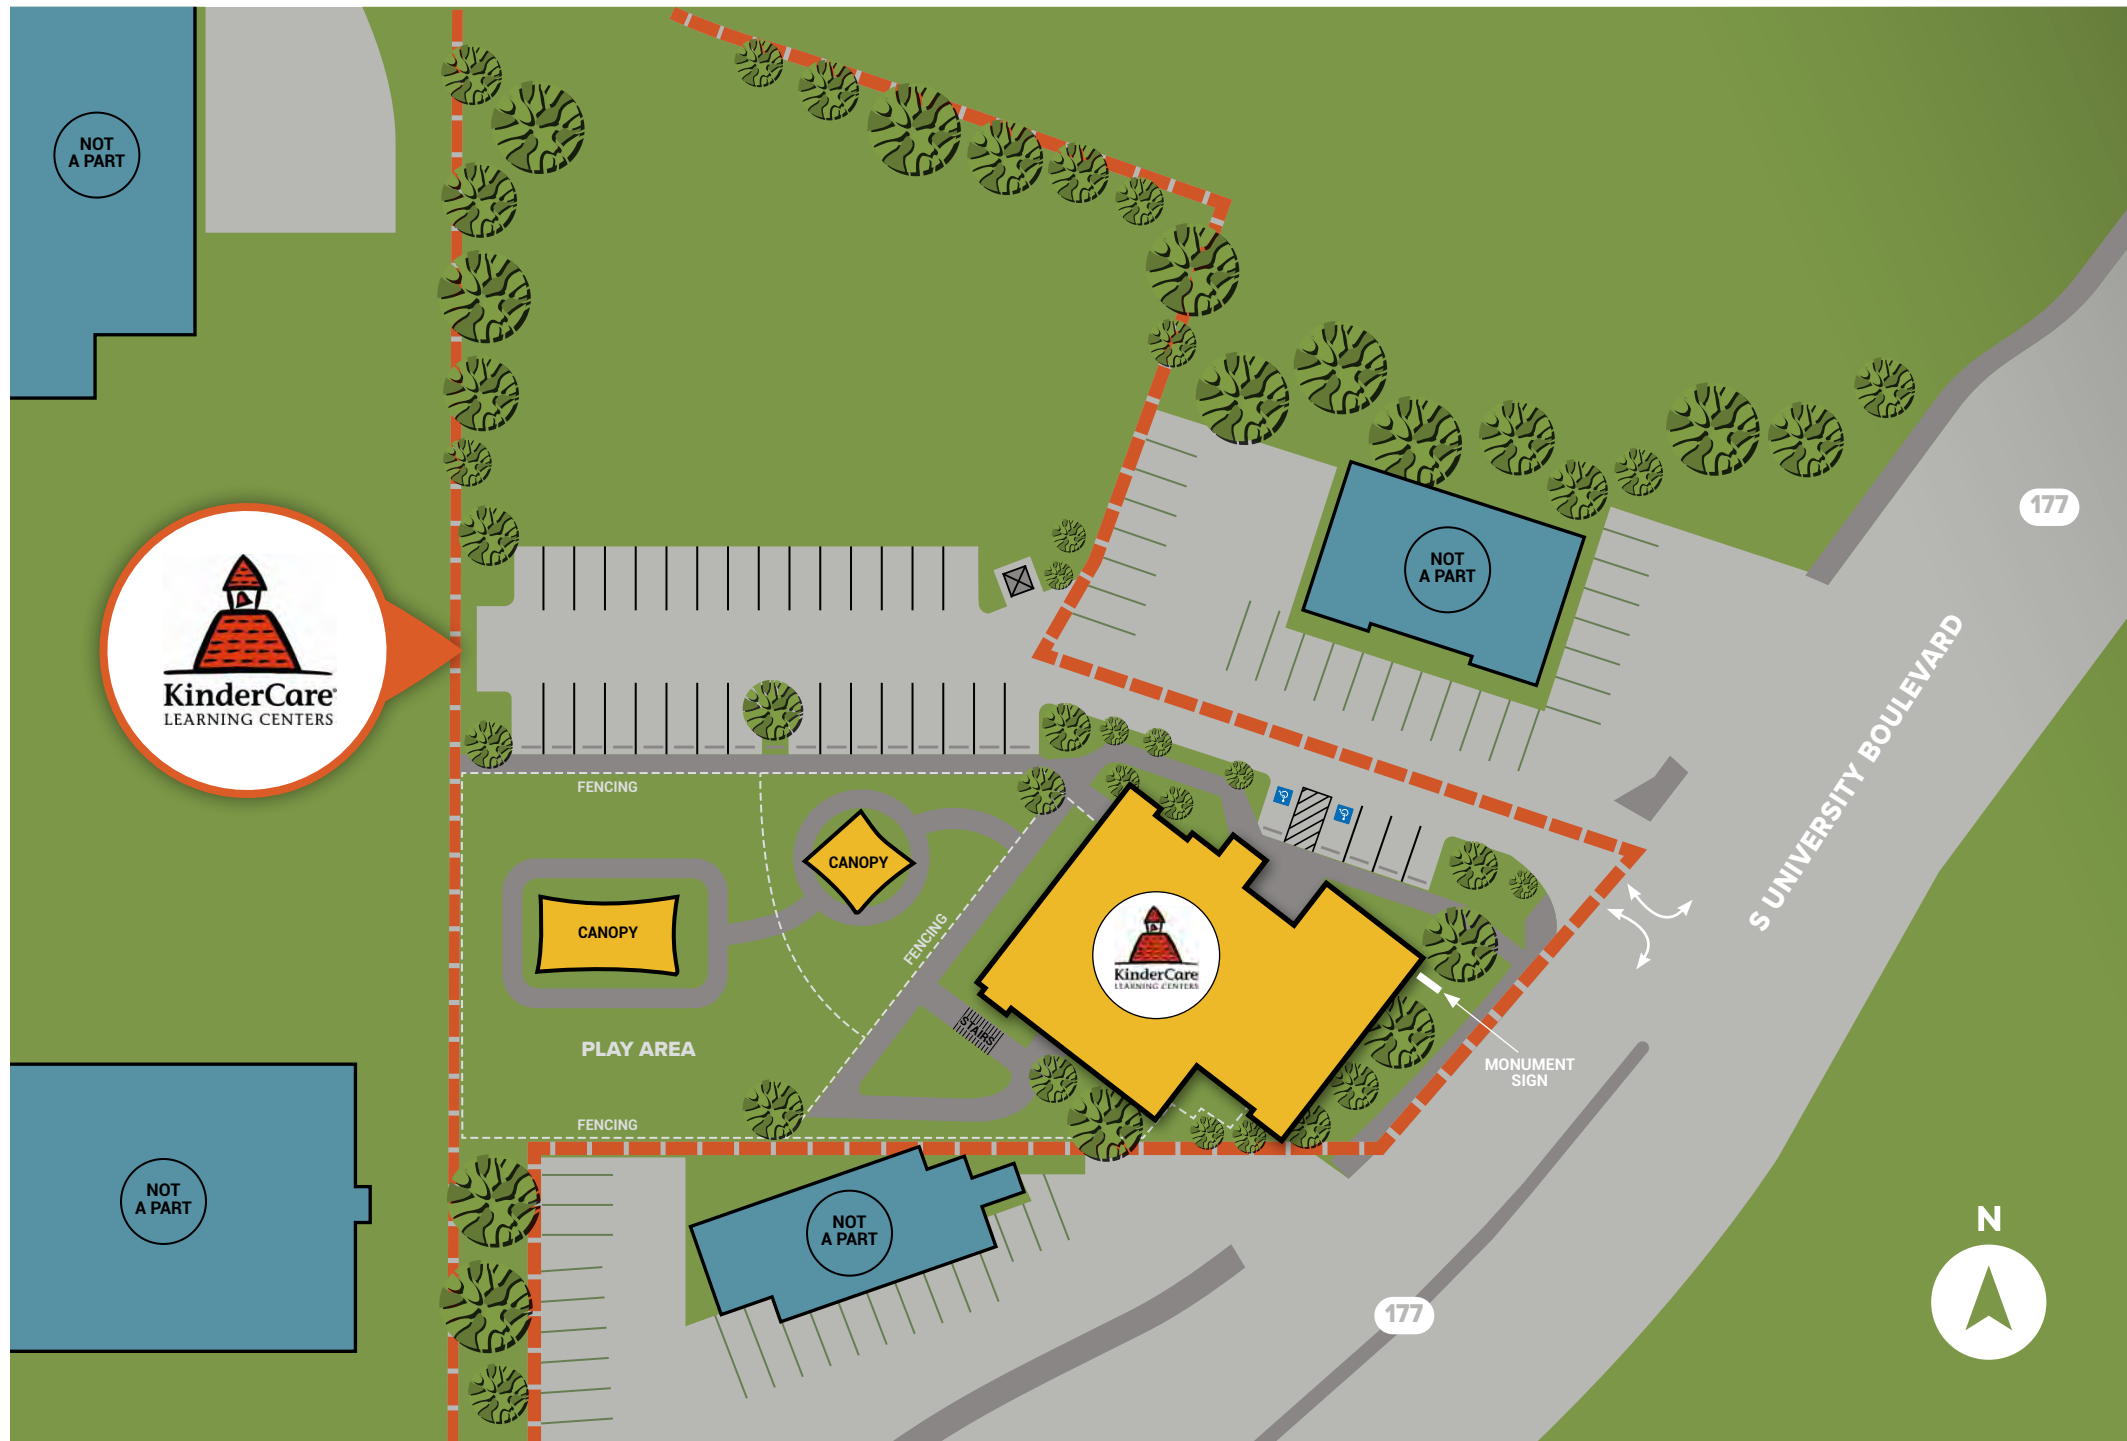 NOT
A PART
177
NOT
A PART
KinderCare
LEARNING CENTERS
S UNIVERSITY BOULEVARD
FENCING
CANOPY
CANOPY
FENCING
KinderCare
LEARNING CENTERS
STAIRS
PLAY AREA
MONUMENT
SIGN
FENCING
NOT
A PART
NOT
A PART
N
177